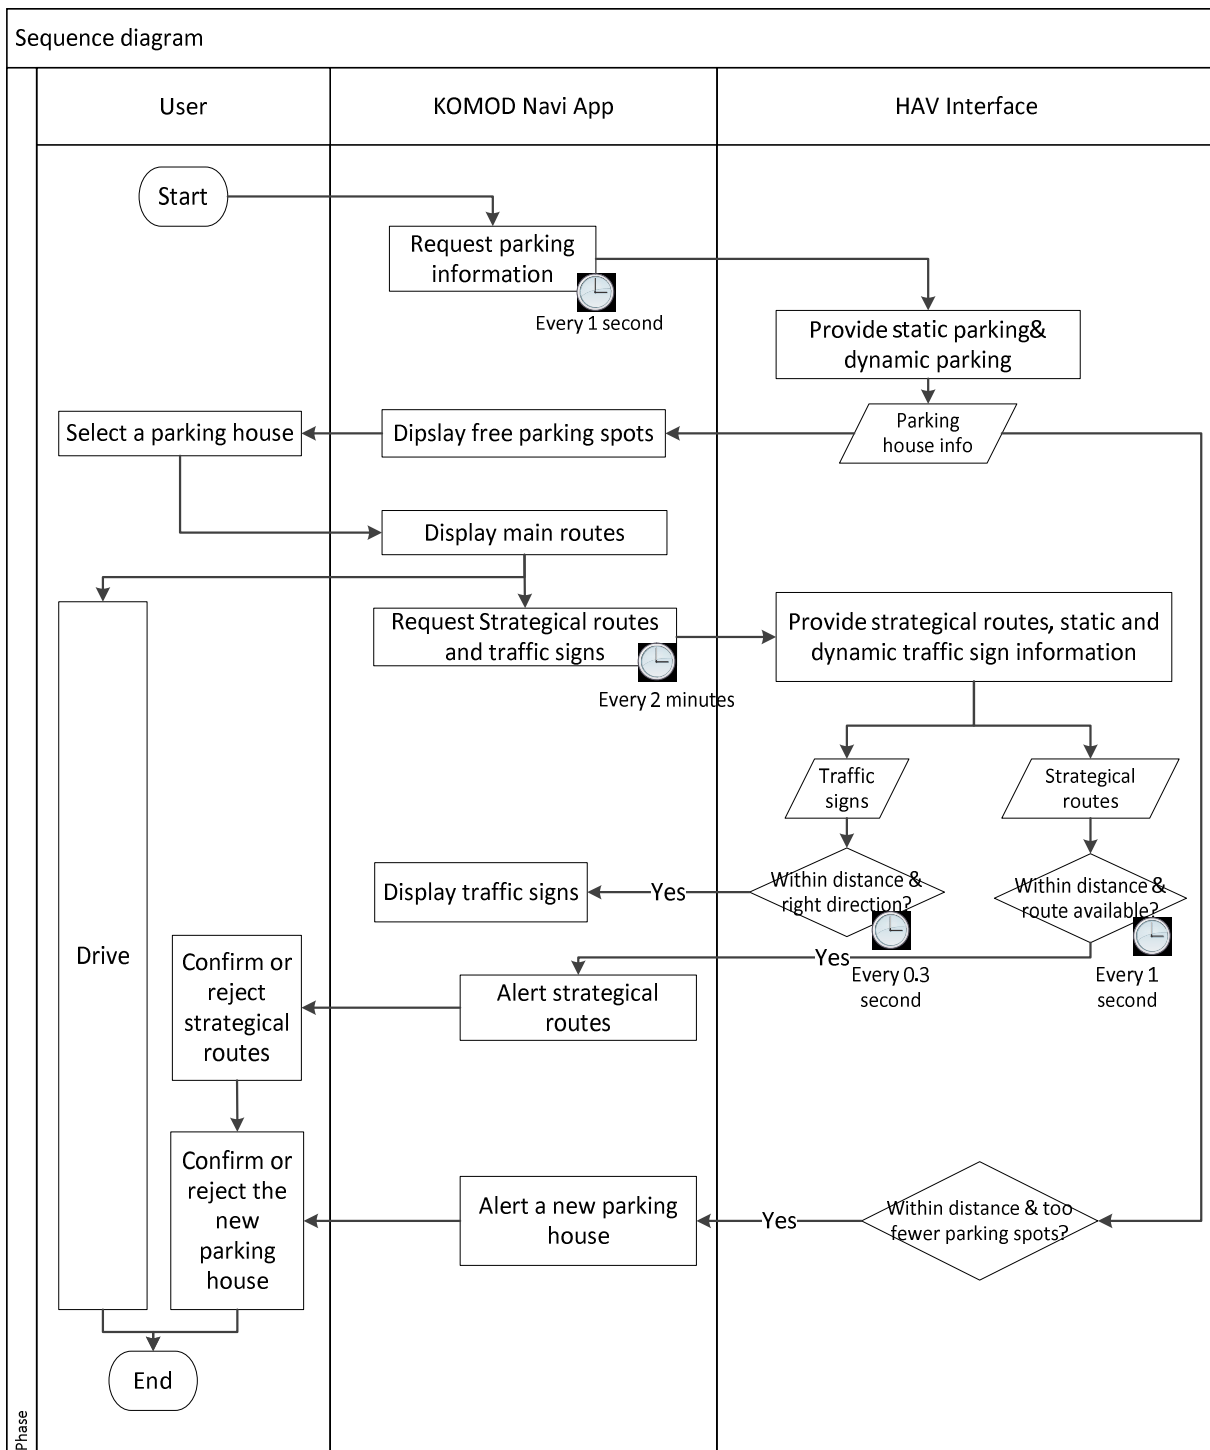 Sequence diagram
User
KOMOD Navi App
HAV Interface
Start
Request parking
information
Every 1 second
Provide static parking&
dynamic parking
Select a parking house
Dipslay free parking spots
Parking
house info
Display main routes
Request Strategical routes
and traffic signs
Every 2 minutes
Provide strategical routes, static and
dynamic traffic sign information
Traffic
signs
Strategical
routes
Display traffic signs
Yes
Within distance &
right direction?
Every 0.3
second
Within distance &
route available?
Every 1
second
Yes
Drive
Confirm or
reject
strategical
routes
Alert strategical
routes
Confirm or
reject the
new
parking
house
Alert a new parking
house
Yes
Within distance & too
fewer parking spots?
End
Phase